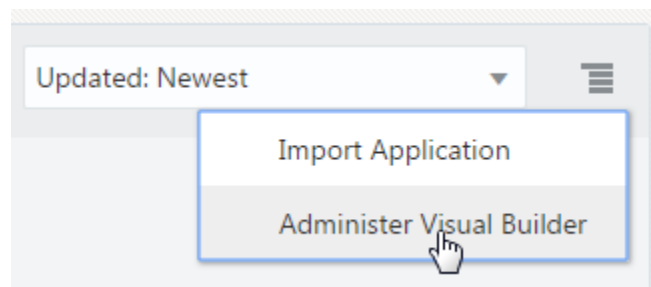 Updated: Newest
Import Application
Administer Visual Builder